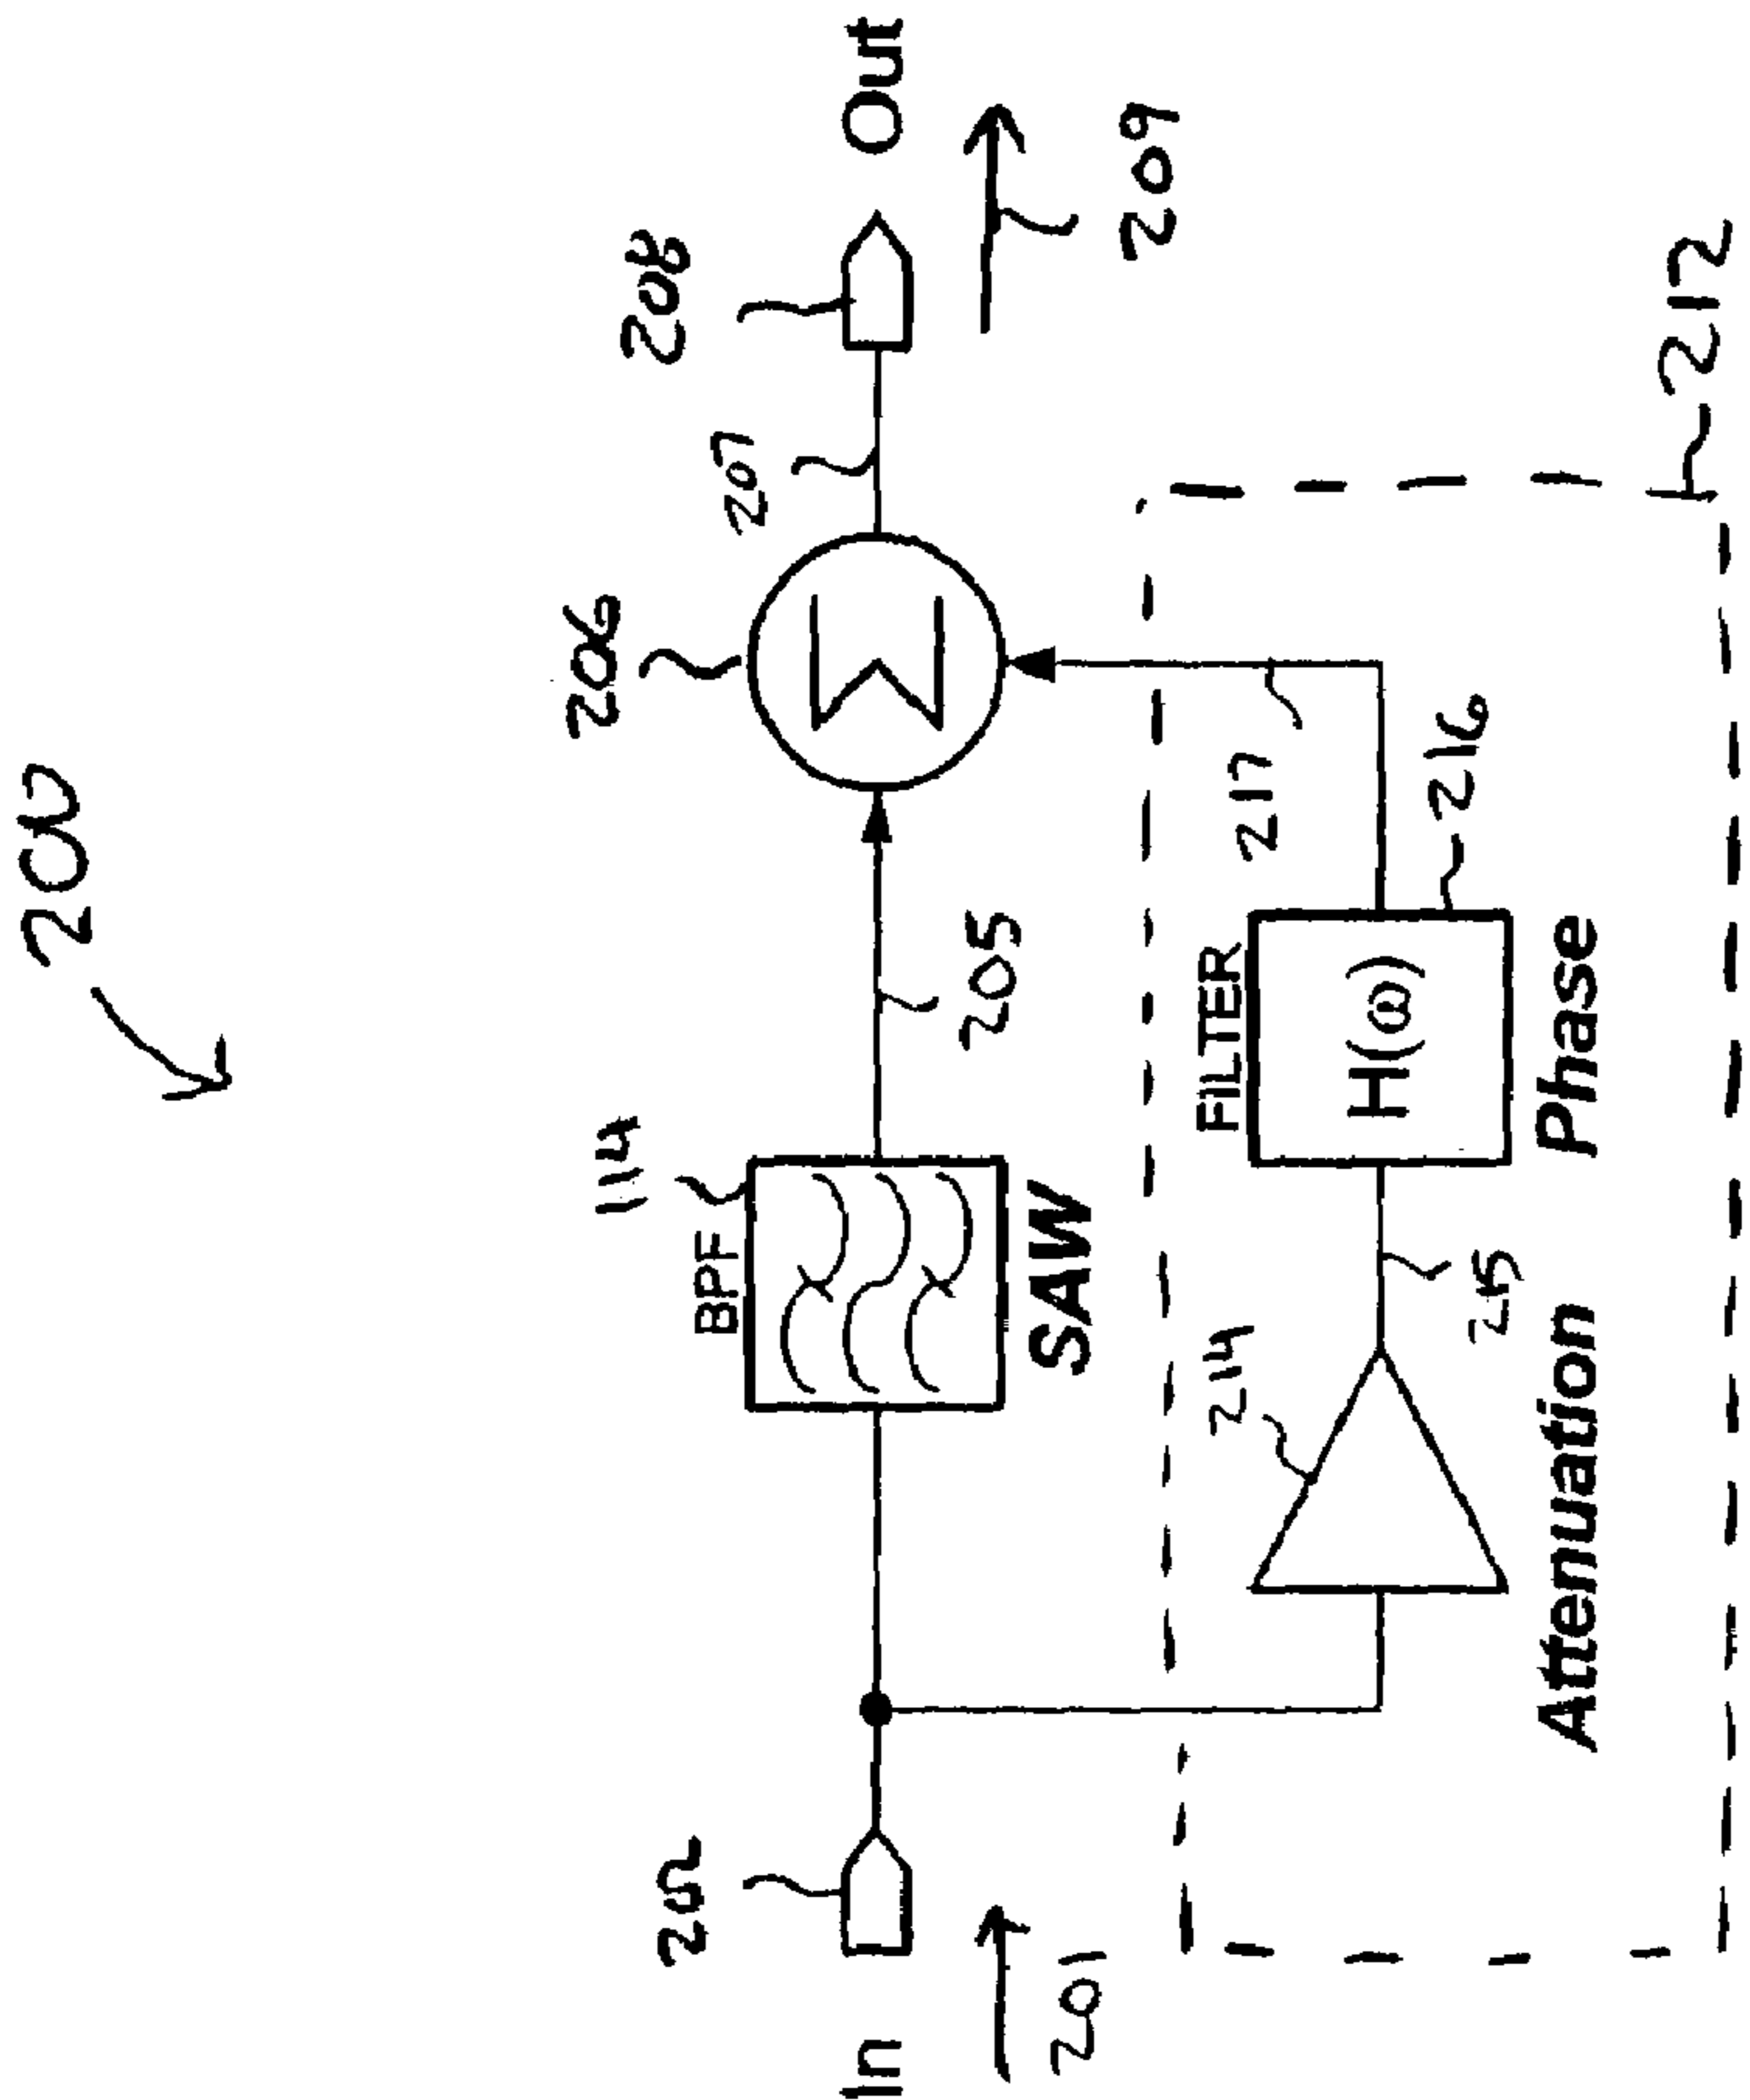 200
In
201
202
BPF
114
SAW
205
206
Σ
207
208
Out
209
212
214
Attenuation
215
FILTER
H(ω)
Phase
216
217